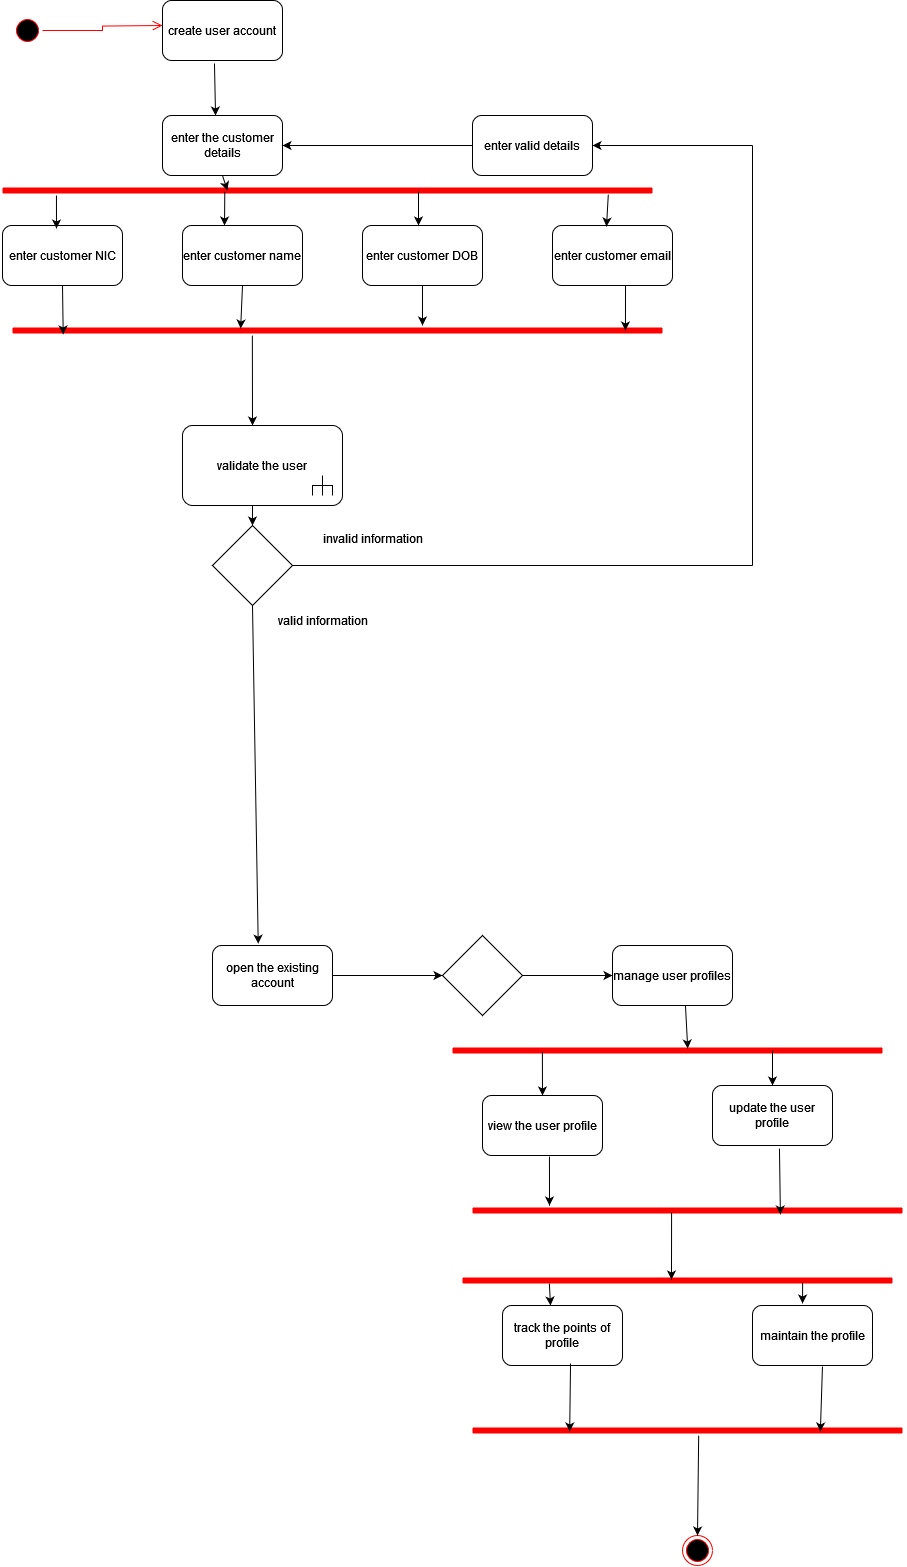 create user account
enter the customer
details
enter valid details
enter customer NIC
enter customer name
enter customer DOB
enter customer email
validate the user
invalid information
valid information
open the existing
account
manage user profiles
view the user profile
update the user
profile
track the points of
profile
maintain the profile